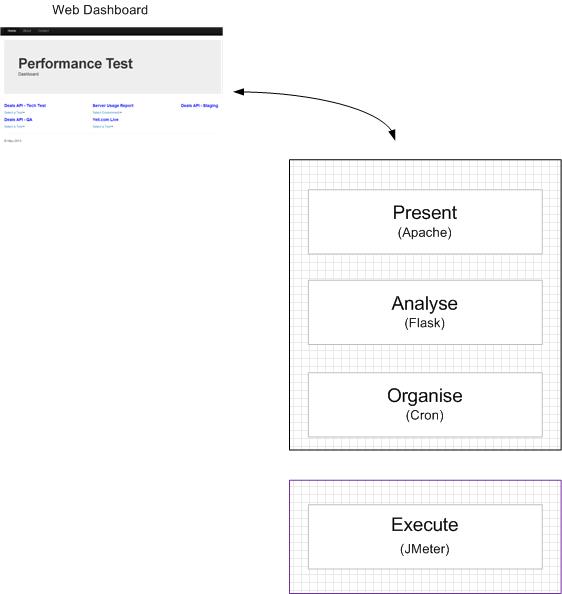 Web Dashboard
Home About Contact
Performance Test
Dashboard
Deals API - Tech Test Server Usage Report Deals API - Staging
Select a Test Select Environment
Deals API - QA Yell.com Live
Select a Test Select a Test
Present
(Apache)
Analyse
(Flask)
Organise
(Cron)
Execute
(JMeter)